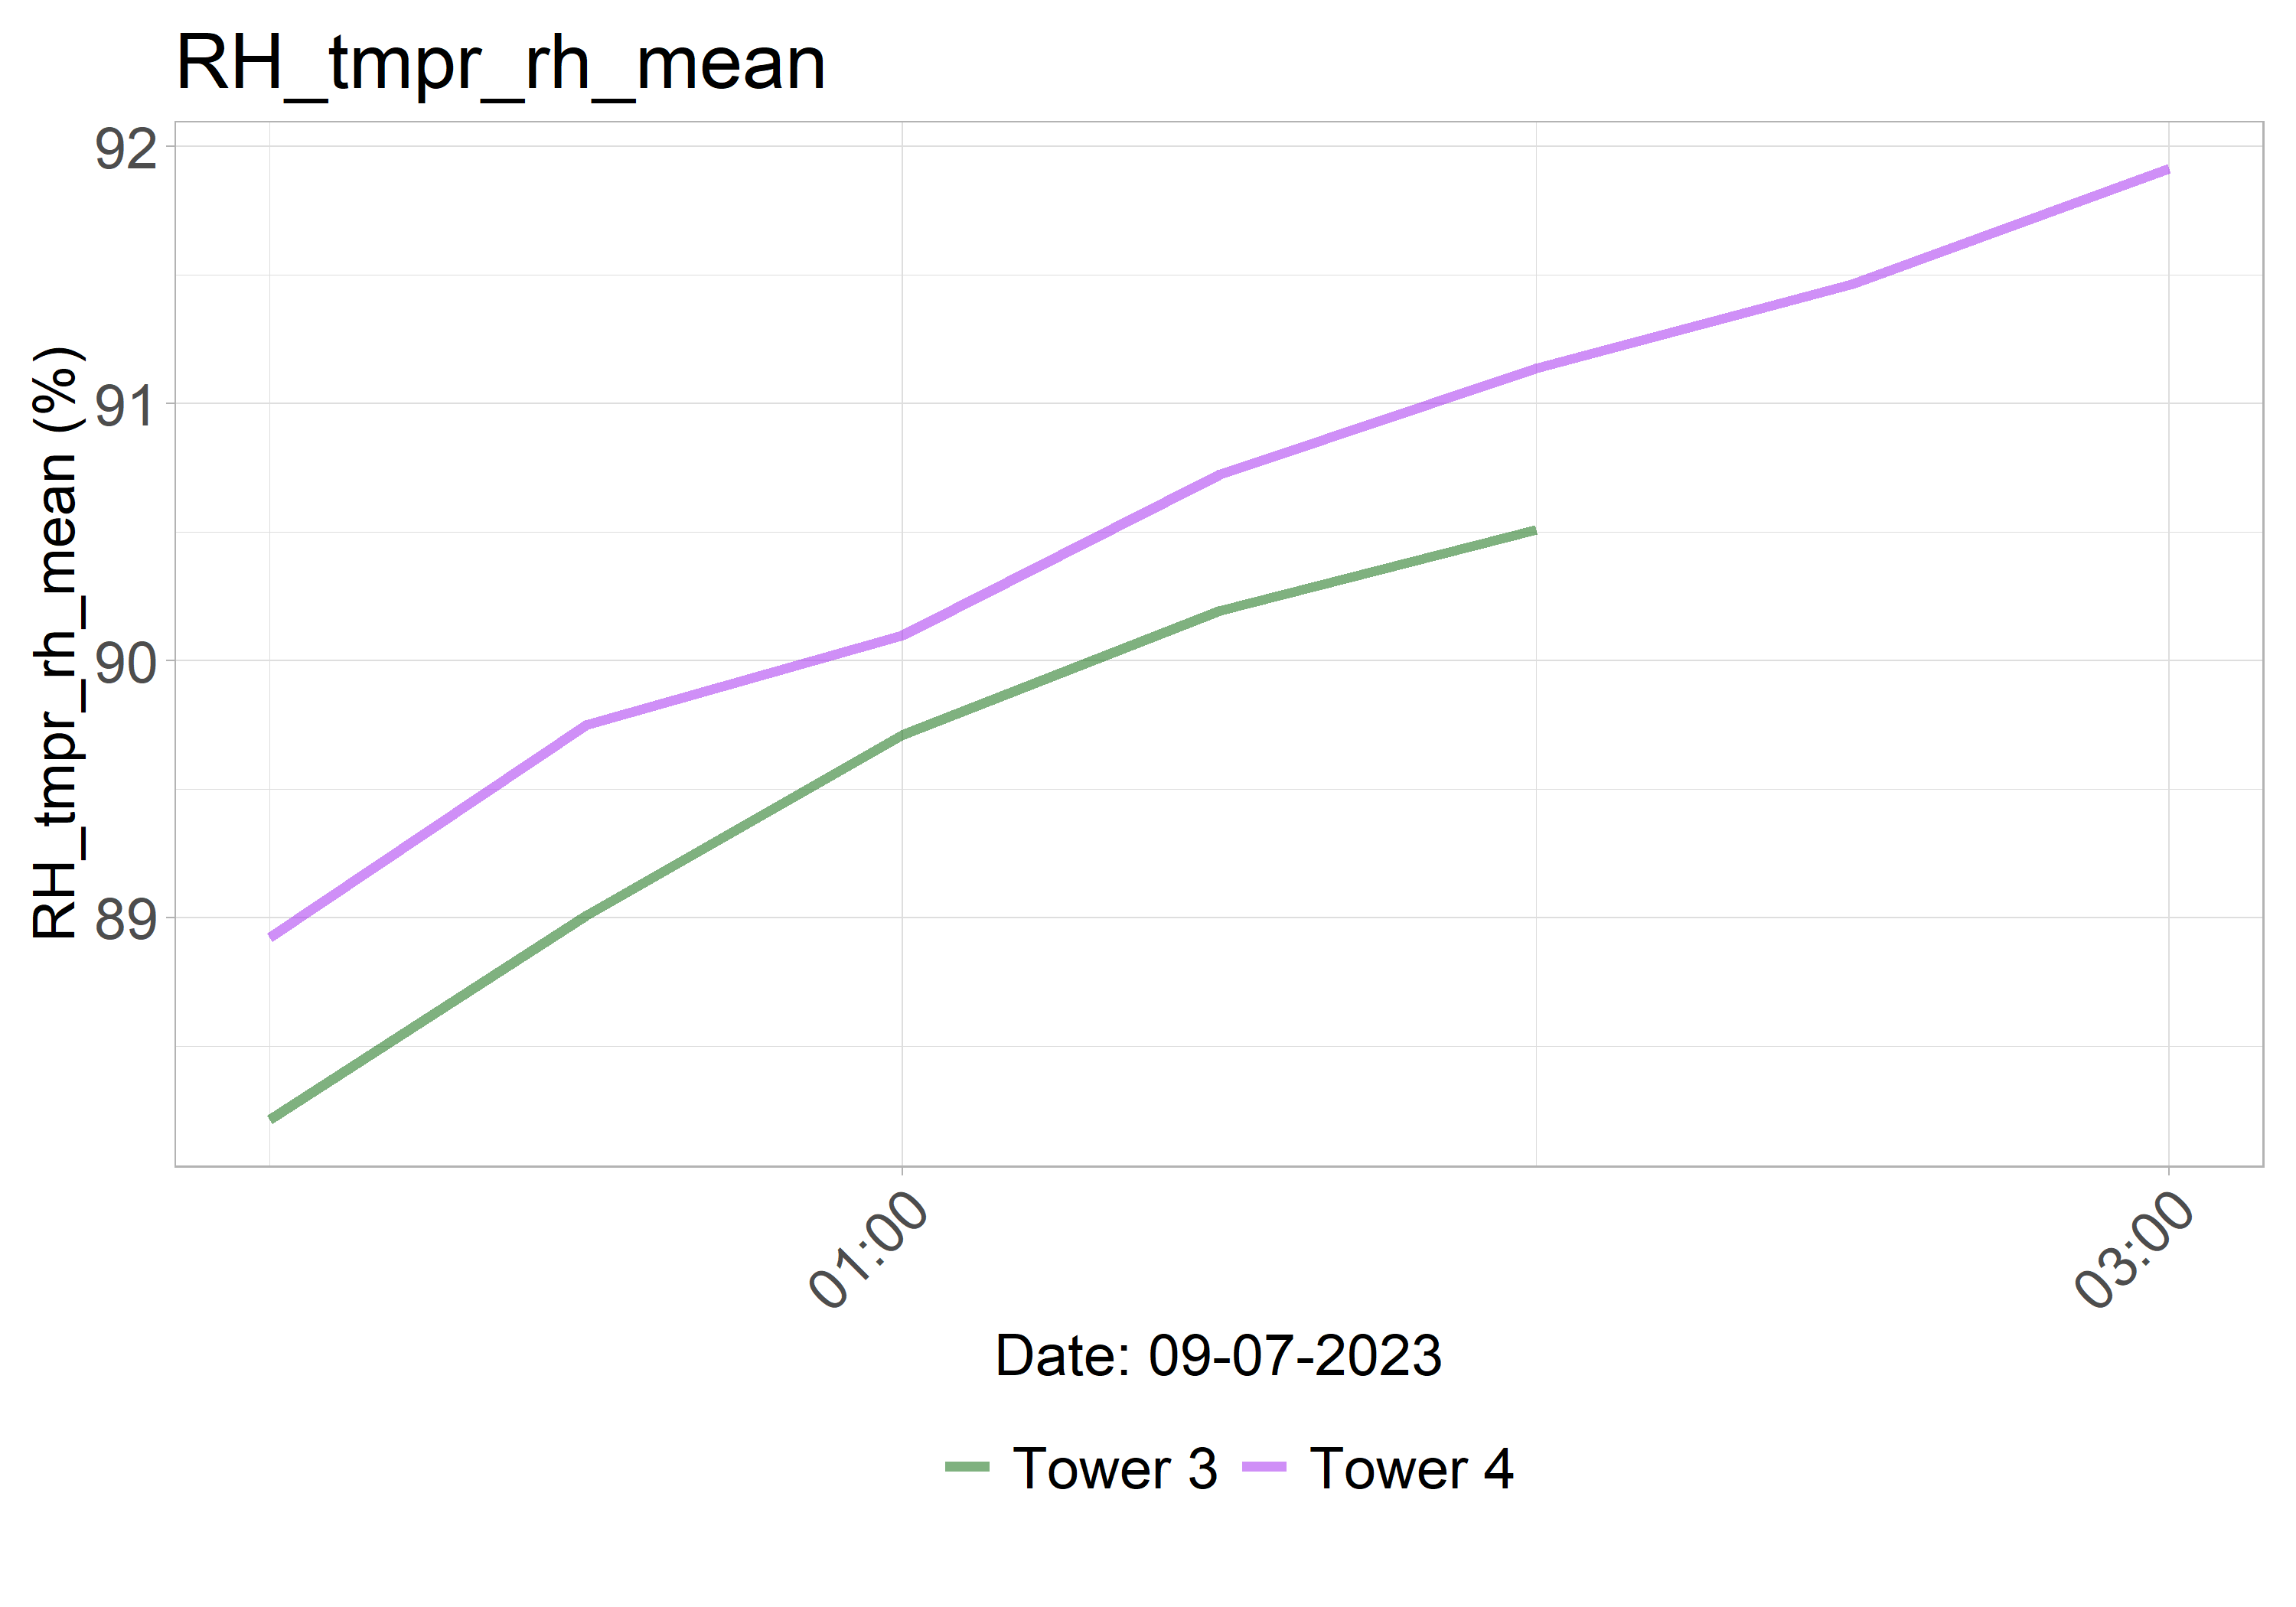 RH_tmpr_rh_mean
RH_tmpr_rh_mean (%)
92
91
90
89
01:00
03:00
Date: 09-07-2023
Tower 3
Tower 4